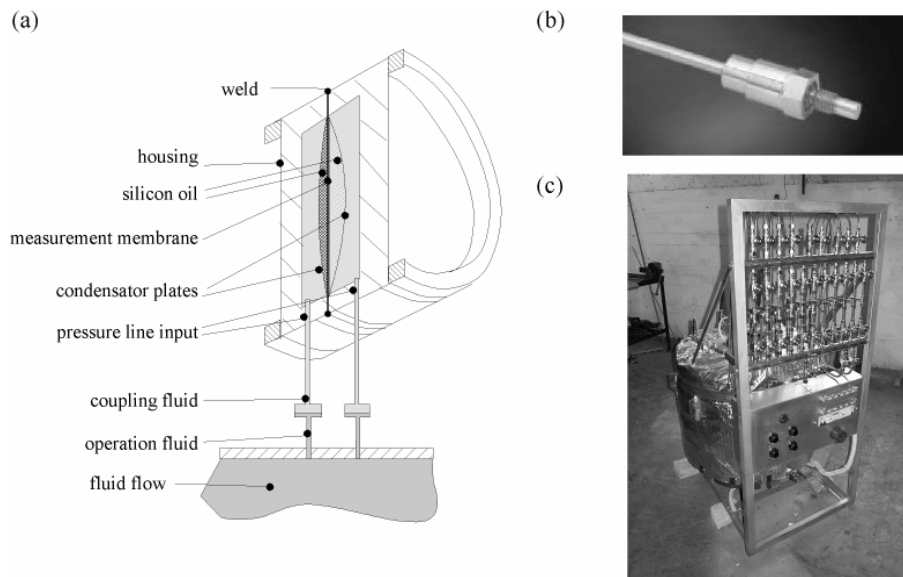 (a)
weld
housing
silicon oil
measurement membrane
condensator plates
pressure line input
coupling fluid
operation fluid
fluid flow
(b)
(c)